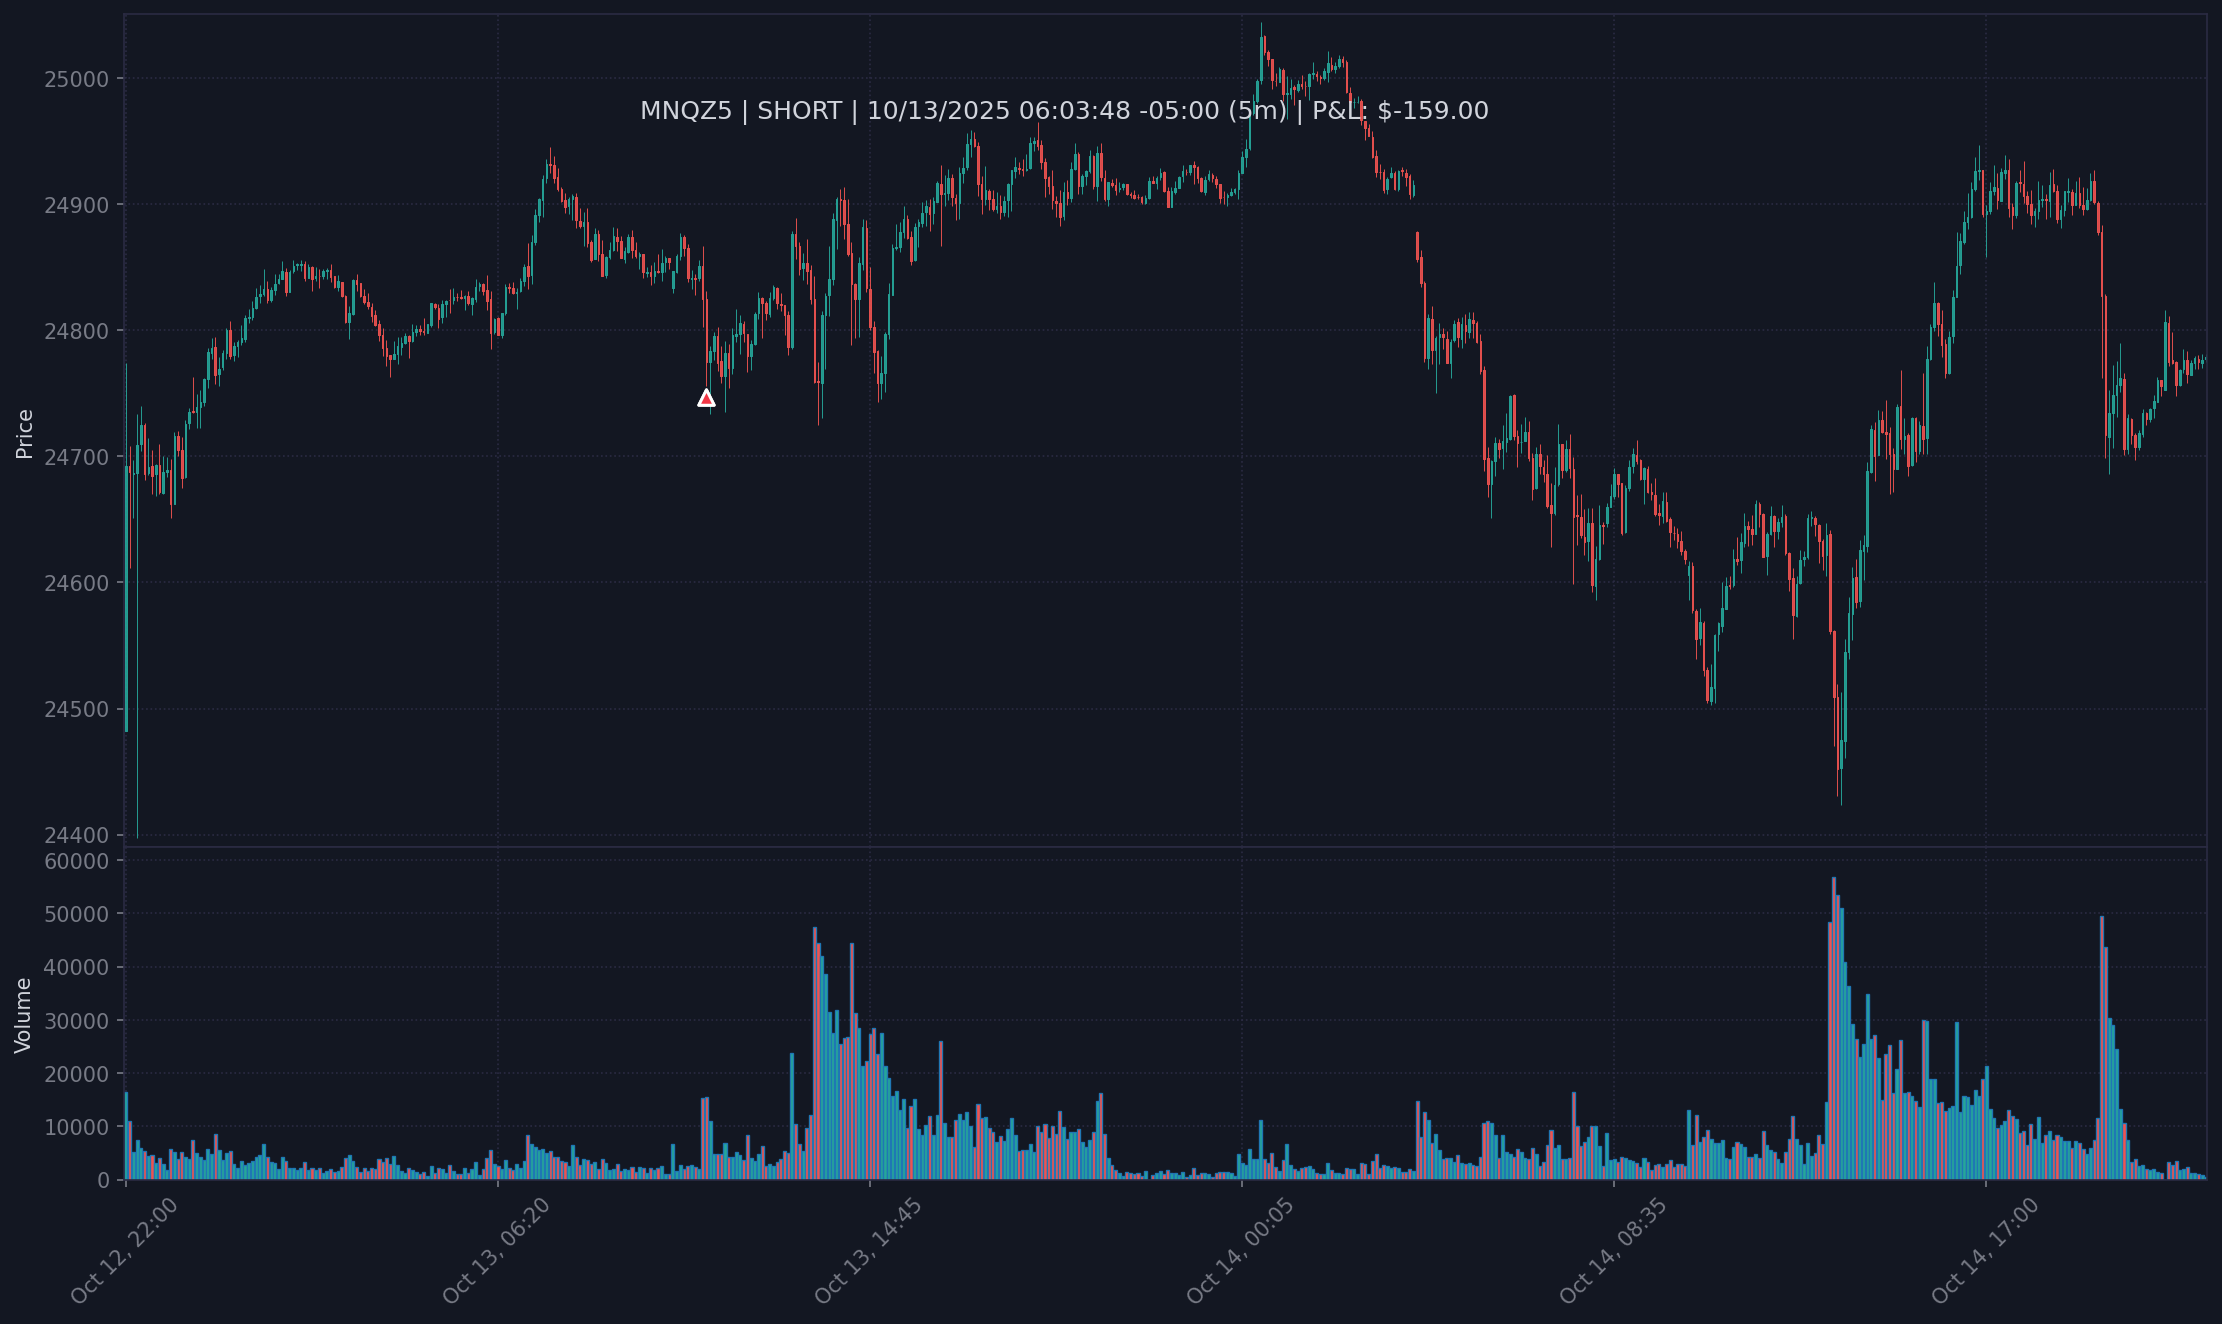 MNQZ5 | SHORT | 10/13/2025 06:03:48 -05:00 (5m) | P&L: $-159.00
Price
25000
24900
24800
24700
24600
24500
24400
Volume
60000
50000
40000
30000
20000
10000
0
Oct 12, 22:00
Oct 13, 06:20
Oct 13, 14:45
Oct 14, 00:05
Oct 14, 08:35
Oct 14, 17:00